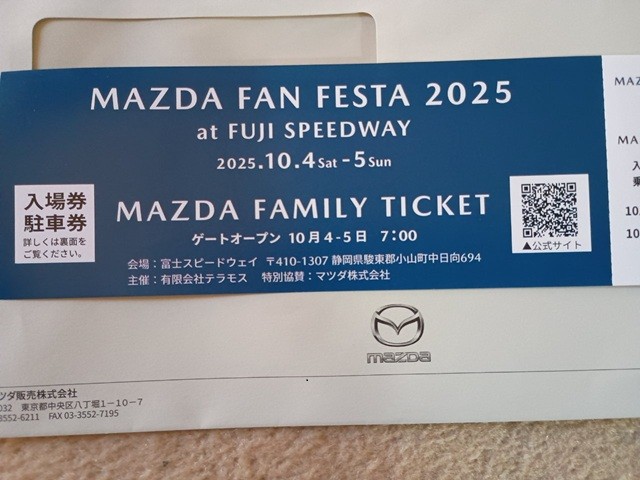 MAZDA FAN FESTA 2025
at FUJI SPEEDWAY
2025.10.4 Sat - 5 Sun
入場券
駐車券
詳しくは裏面を
ご覧ください。
MAZDA FAMILY TICKET
ゲートオープン 10月4-5日 7:00
▲公式サイト
会場：富士スピードウェイ 〒410-1307 静岡県駿東郡小山町中日向694
主催：有限会社テラモス 特別協賛：マツダ株式会社
MAZDA
ツダ販売株式会社
032 東京都中央区八丁堀1-10-7
3552-6211 FAX 03-3552-7195